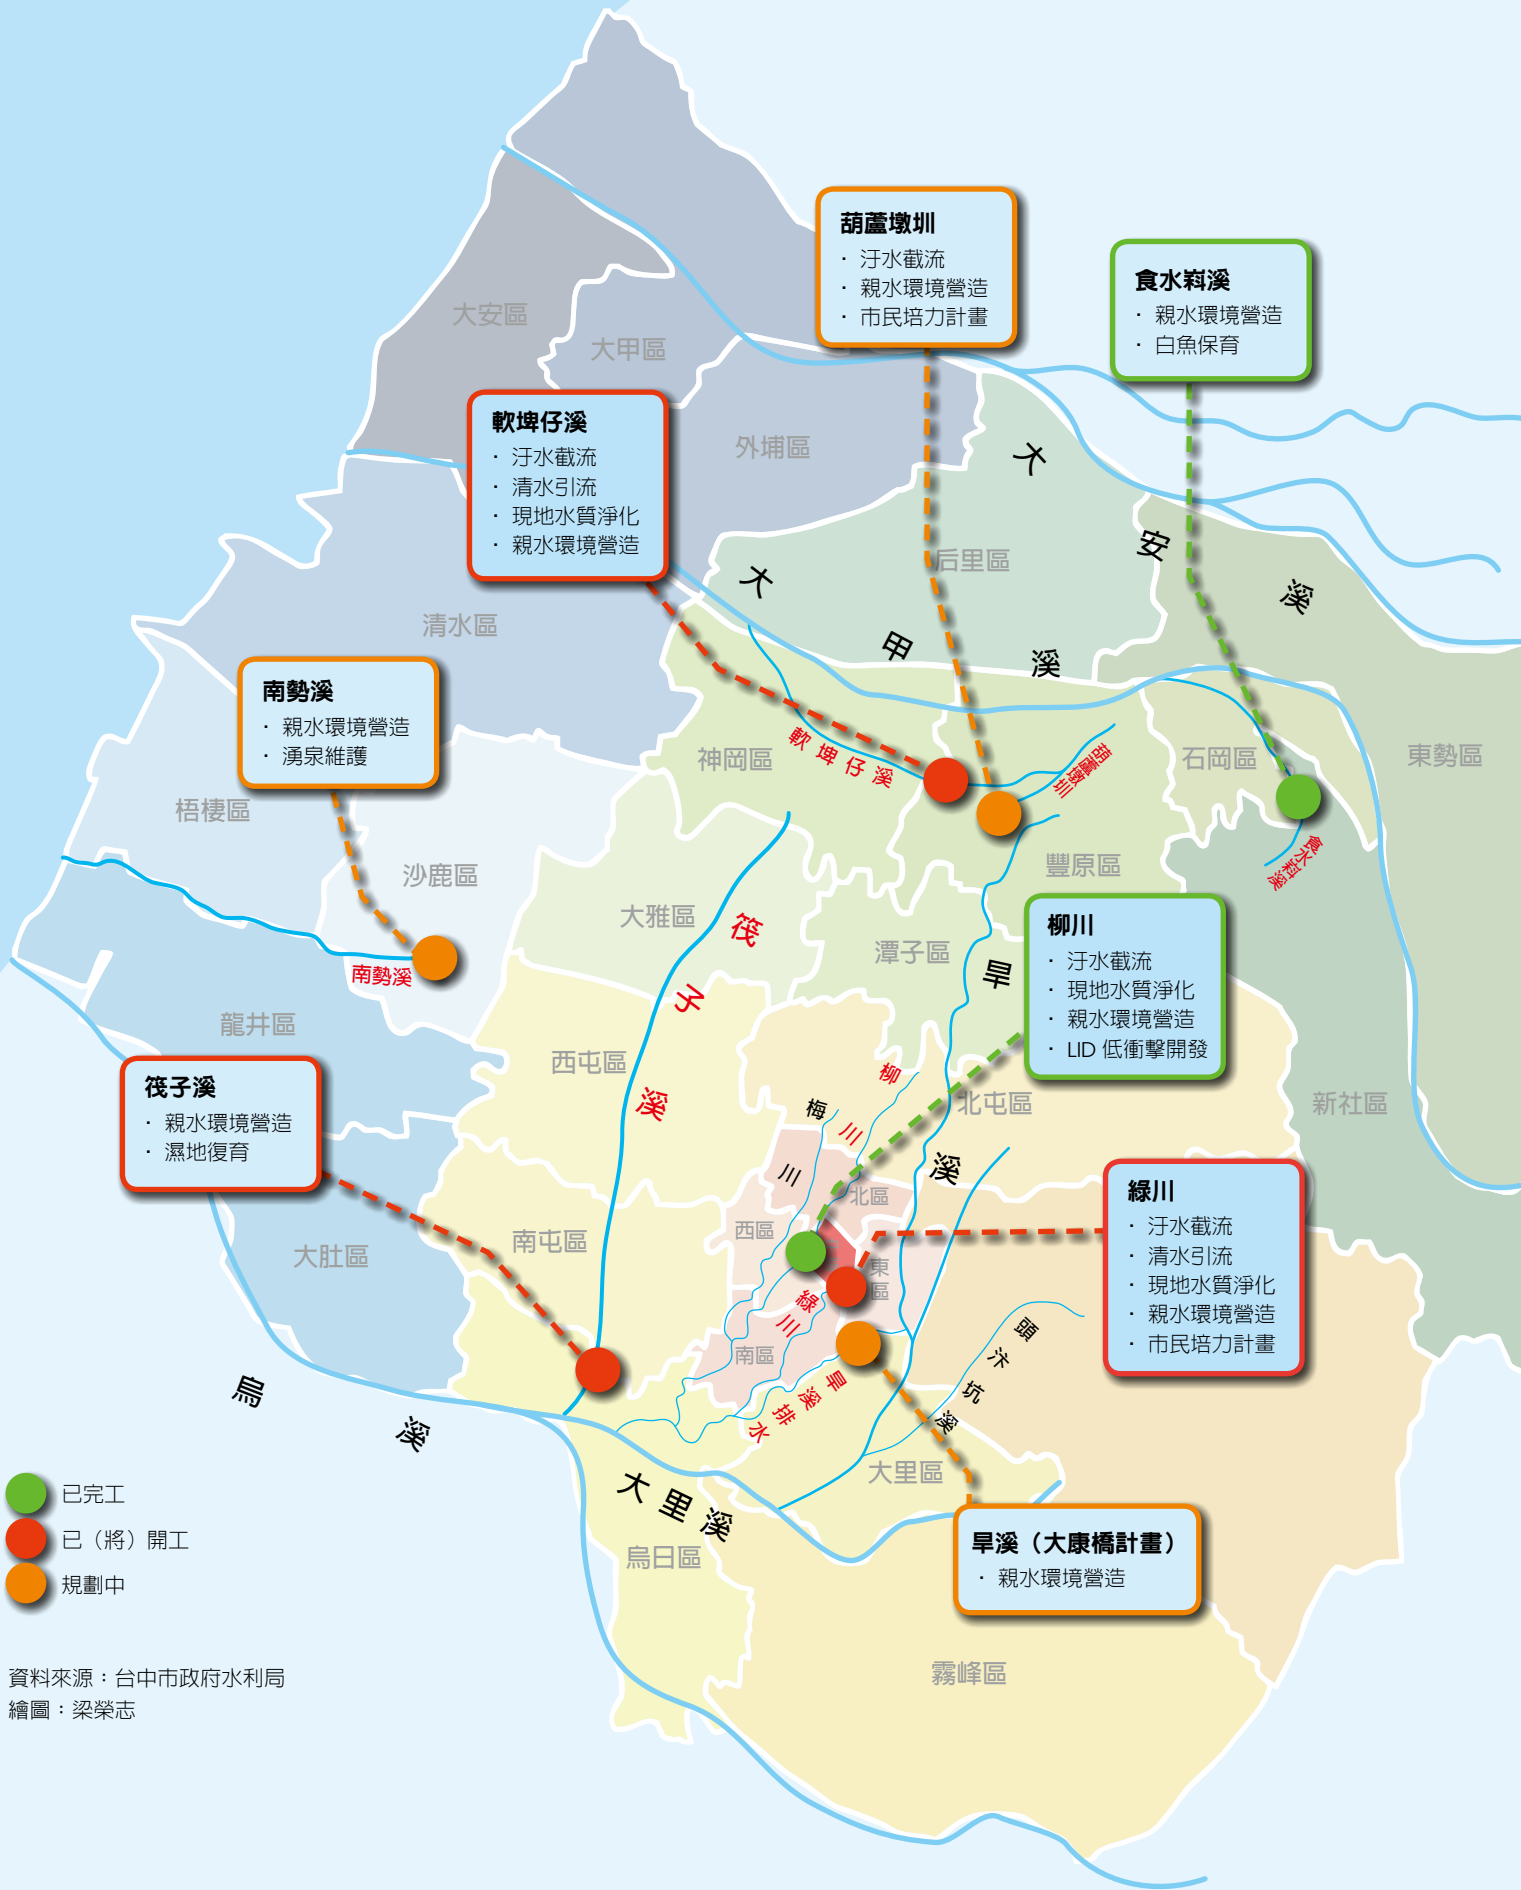 葫蘆墩圳
· 汙水截流
· 親水環境營造
· 市民培力計畫
食水嵙溪
· 親水環境營造
· 白魚保育
軟埤仔溪
· 汙水截流
· 清水引流
· 現地水質淨化
· 親水環境營造
南勢溪
· 親水環境營造
· 湧泉維護
柳川
· 汙水截流
· 現地水質淨化
· 親水環境營造
· LID 低衝擊開發
筏子溪
· 親水環境營造
· 濕地復育
綠川
· 汙水截流
· 清水引流
· 現地水質淨化
· 親水環境營造
· 市民培力計畫
旱溪（大康橋計畫）
· 親水環境營造
大安區
大甲區
外埔區
后里區
清水區
梧棲區
沙鹿區
神岡區
石岡區
東勢區
豐原區
大雅區
潭子區
龍井區
西屯區
北屯區
新社區
大肚區
南屯區
西區
北區
東區
南區
大里區
烏日區
霧峰區
大安溪
大甲溪
軟埤仔溪
葫蘆墩圳
食水料溪
筏子溪
南勢溪
旱溪
柳川
梅川
綠川
旱溪排水
頭汴坑溪
烏溪
大里溪
已完工
已（將）開工
規劃中
資料來源：台中市政府水利局
繪圖：梁榮志